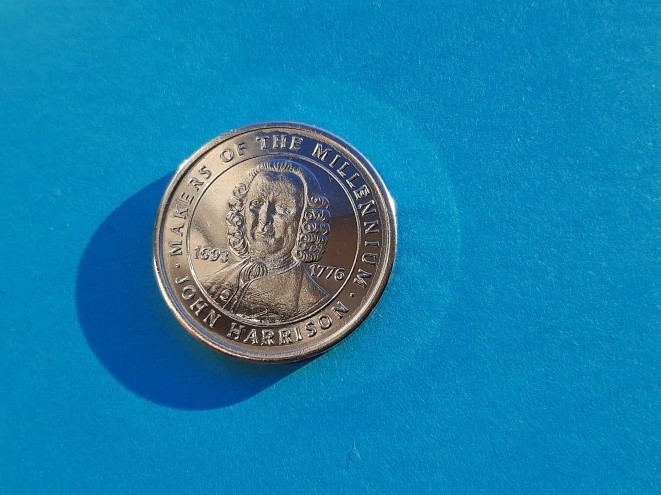 MAKERS OF THE MILLENNIUM
1693
1776
JOHN HARRISON